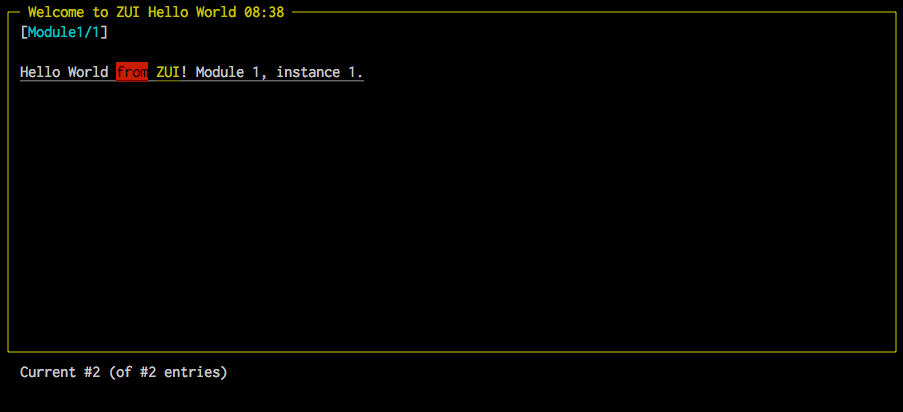 Welcome to ZUI Hello World 08:38
[Module1/1]
Hello World from ZUI! Module 1, instance 1.
Current #2 (of #2 entries)